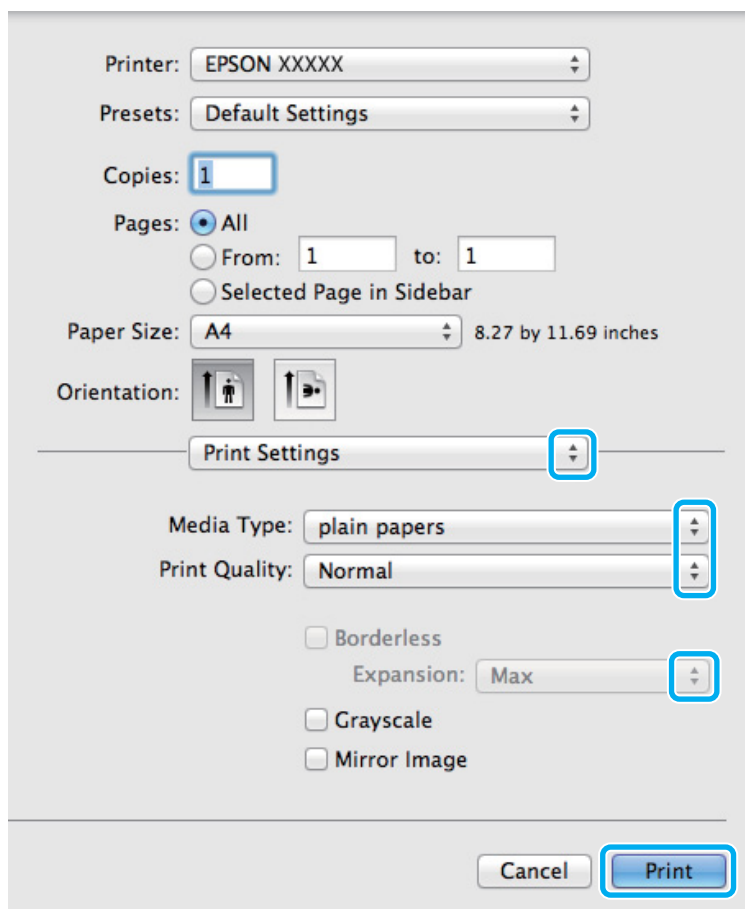 Printer: EPSON XXXXX
Presets: Default Settings
Copies: 1
Pages: All
From: 1 to: 1
Selected Page in Sidebar
Paper Size: A4 8.27 by 11.69 inches
Orientation:
Print Settings
Media Type: plain papers
Print Quality: Normal
Borderless
Expansion: Max
Grayscale
Mirror Image
Cancel Print